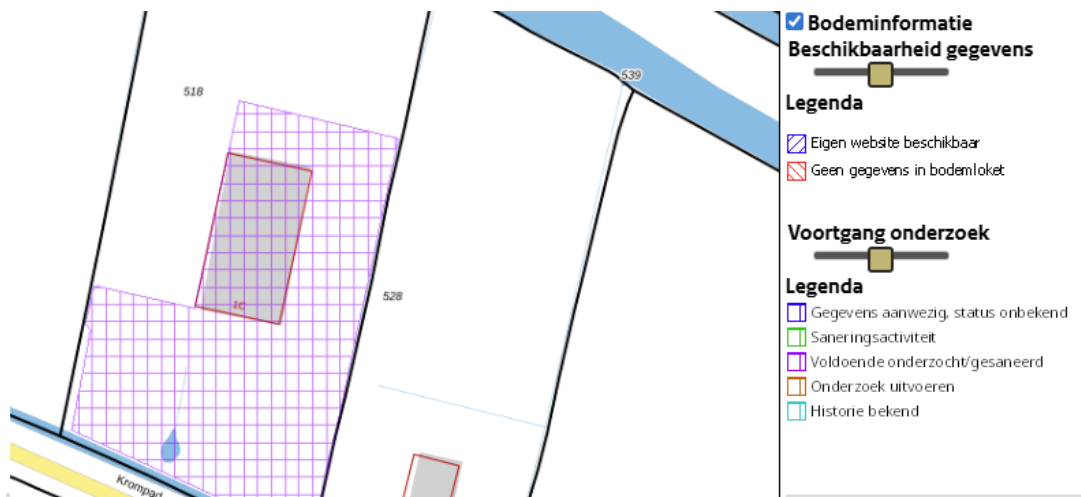 518
539
528
1C
Krompad
Bodeminformatie
Beschikbaarheid gegevens
Legenda
Eigen website beschikbaar
Geen gegevens in bodemloket
Voortgang onderzoek
Legenda
Gegevens aanwezig, status onbekend
Saneringsactiviteit
Voldoende onderzocht/gesaneerd
Onderzoek uitvoeren
Historie bekend